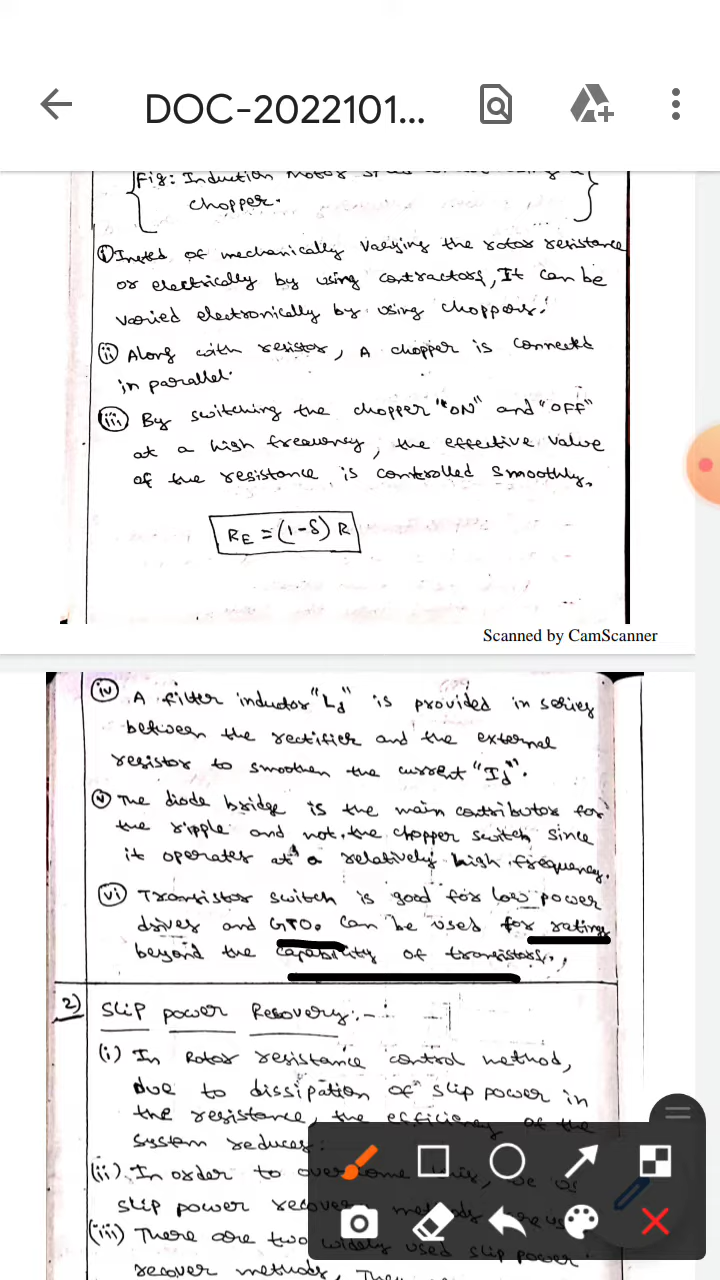 DOC-2022101...
Fig: Induction motor
chopper.
(i) Insted of mechanically varying the rotor resistance
or electrically by using contractors, It can be
varied electronically by using choppers.
(ii) Along with resistor, A chopper is connected
in parallel.
(iii) By switching the chopper "ON" and "OFF"
at a high frequency, the effective value
of the resistance is controlled smoothly.
RE = (1-δ) R
Scanned by CamScanner
(iv) A filter inductor "Ld" is provided in series
between the rectifier and the external
resistor to smoothen the current "Id".
(v) The diode bridge is the main contributor for
the ripple and not the chopper switch since
it operates at a relatively high frequency.
(vi) Transistor switch is good for low power
drives and GTO. can be used for ratings
beyond the capability of transistors.
2) Slip power Recovery:-
(i) In Rotor resistance control method,
due to dissipation of slip power in
the resistance, the efficiency of the
system reduces.
(ii) In order to over come this,
slip power
(iii) There are two widely used slip power
recover methods, They